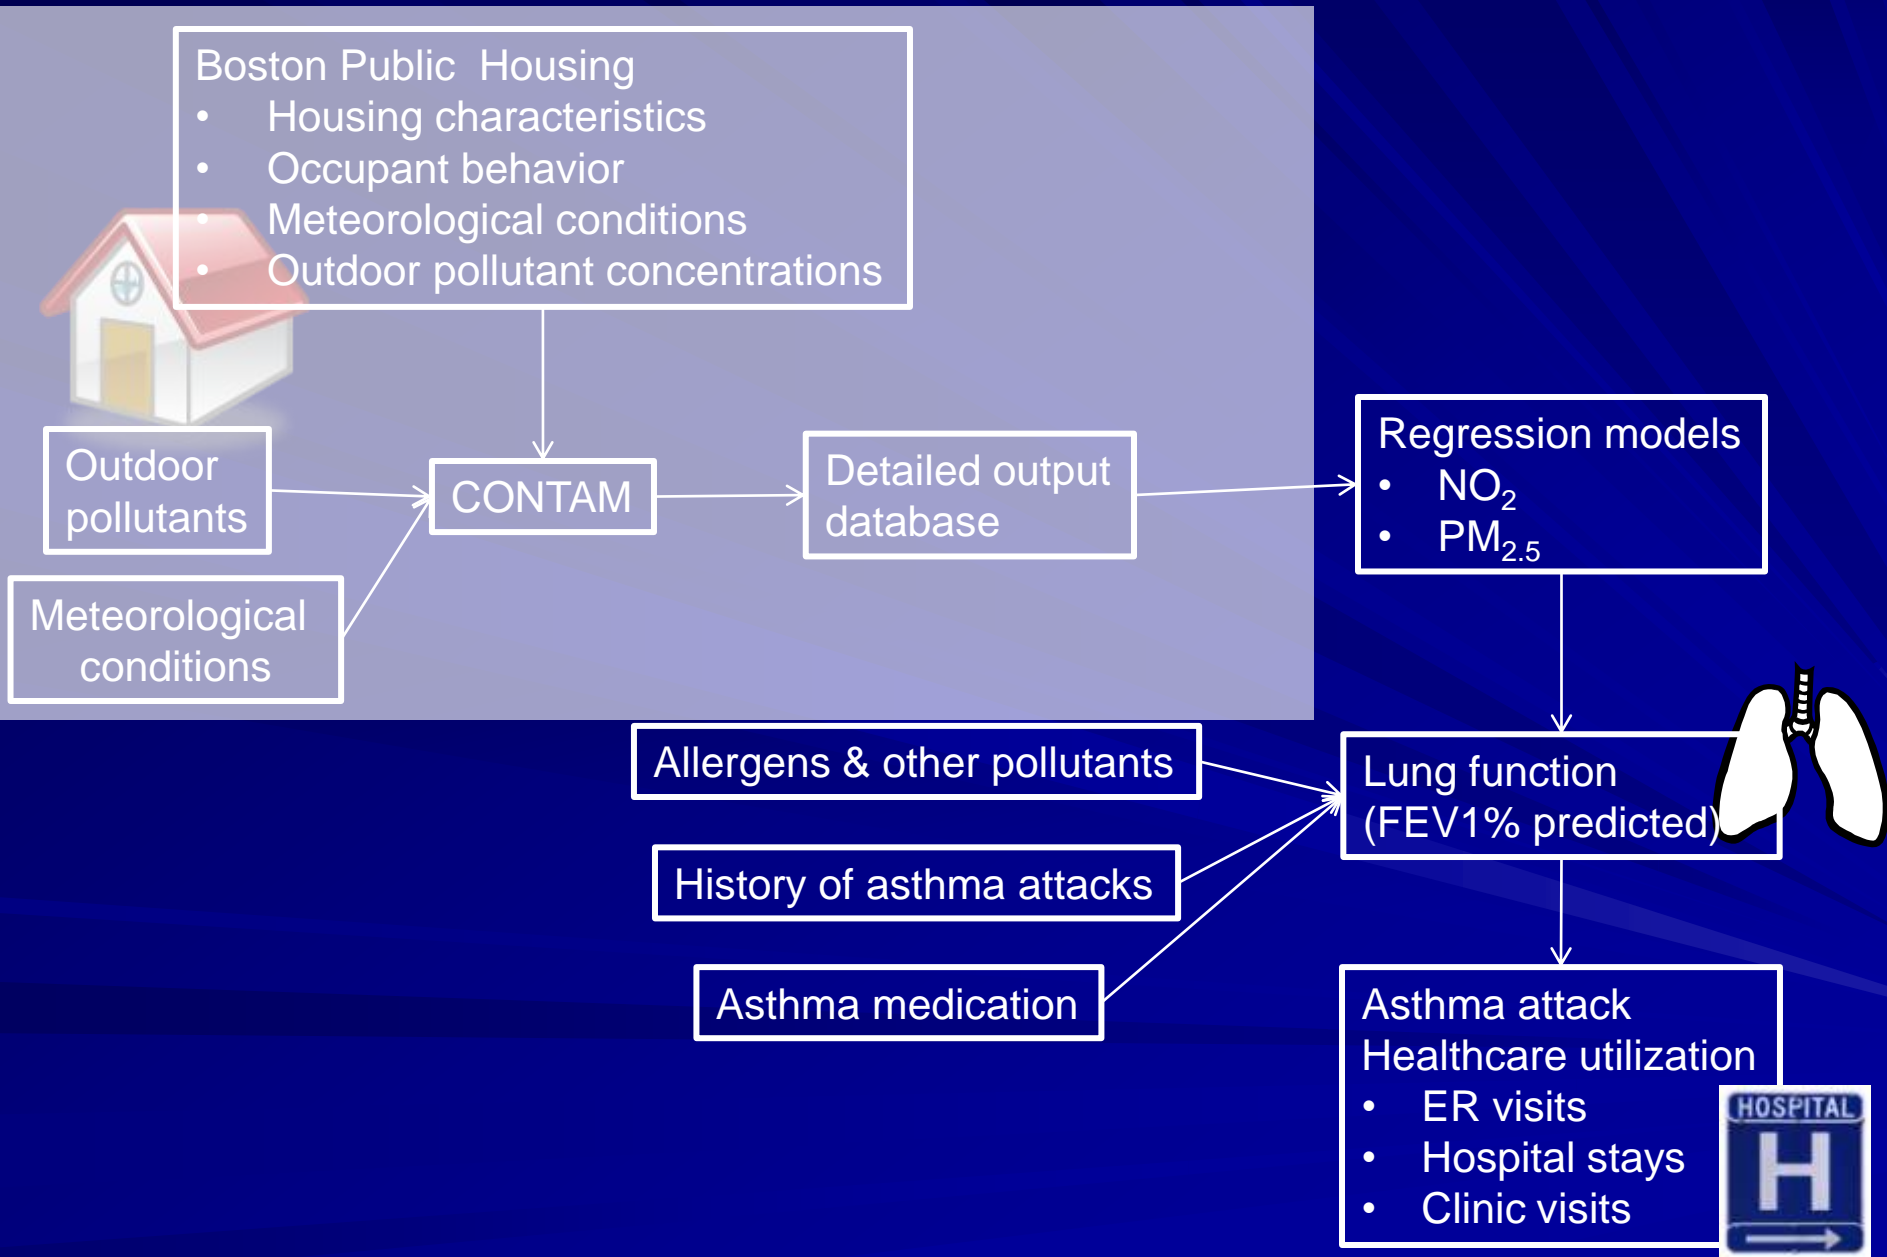 Boston Public  Housing
• Housing characteristics
• Occupant behavior
• Meteorological conditions
• Outdoor pollutant concentrations
Outdoor
pollutants
Meteorological
conditions
CONTAM
Detailed output
database
Regression models
• NO₂
• PM₂.₅
Allergens & other pollutants
History of asthma attacks
Asthma medication
Lung function
(FEV1% predicted)
Asthma attack
Healthcare utilization
• ER visits
• Hospital stays
• Clinic visits
HOSPITAL
H